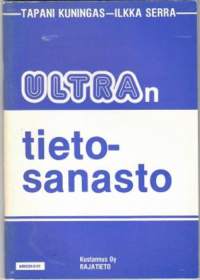 TAPANI KUNINGAS—ILKKA SERRA
ULTRAn
tieto-
sanasto
Kustannus Oy
RAJATIETO